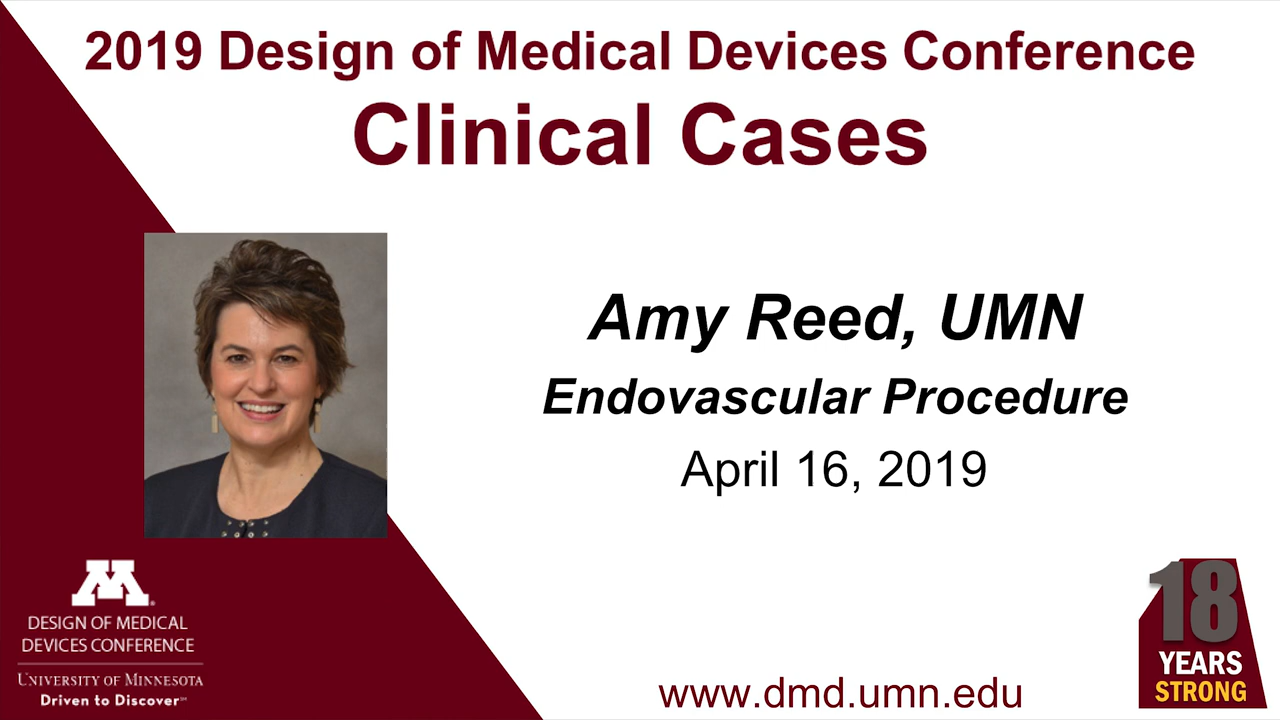 2019 Design of Medical Devices Conference
Clinical Cases
Amy Reed, UMN
Endovascular Procedure
April 16, 2019
M
DESIGN OF MEDICAL
DEVICES CONFERENCE
UNIVERSITY OF MINNESOTA
Driven to Discover℠
www.dmd.umn.edu
18
YEARS
STRONG